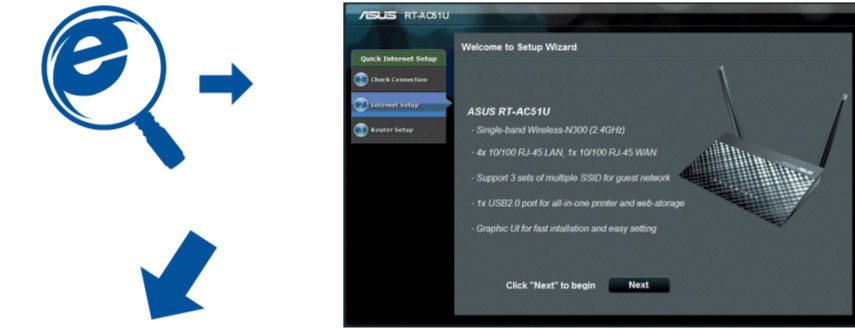 ASUS RT-AC51U
Welcome to Setup Wizard
Quick Internet Setup
Check Connection
Internet Setup
Router Setup
ASUS RT-AC51U
· Single-band Wireless-N300 (2.4GHz)
· 4x 10/100 RJ-45 LAN, 1x 10/100 RJ-45 WAN
· Support 3 sets of multiple SSID for guest network
· 1x USB2.0 port for all-in-one printer and web-storage
· Graphic UI for fast intallation and easy setting
Click "Next" to begin Next